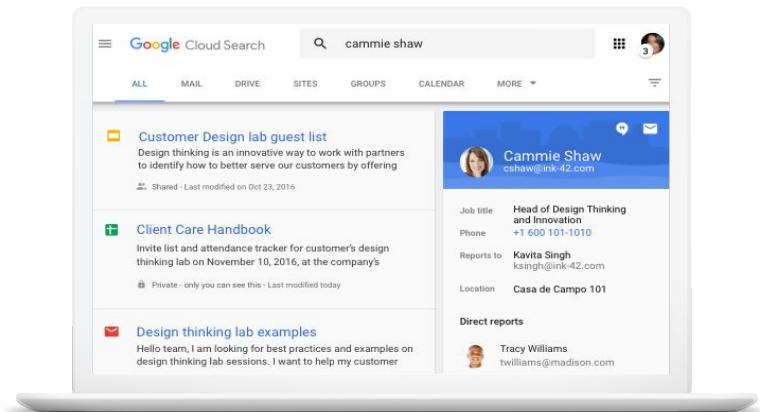 Google Cloud Search
cammie shaw
3
ALL MAIL DRIVE SITES GROUPS CALENDAR MORE
Customer Design lab guest list
Design thinking is an innovative way to work with partners
to identify how to better serve our customers by offering
Shared - Last modified on Oct 23, 2016
Client Care Handbook
Invite list and attendance tracker for customer's design
thinking lab on November 10, 2016, at the company's
Private - only you can see this - Last modified today
Design thinking lab examples
Hello team, I am looking for best practices and examples on
design thinking lab sessions. I want to help my customer
Cammie Shaw
cshaw@ink-42.com
Job title Head of Design Thinking
and Innovation
Phone +1 600 101-1010
Reports to Kavita Singh
ksingh@ink-42.com
Location Casa de Campo 101
Direct reports
Tracy Williams
twilliams@madison.com